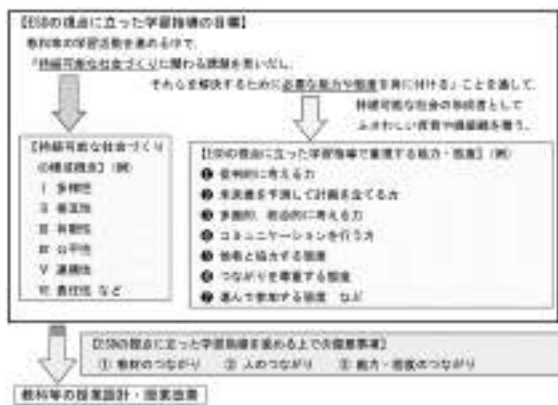 【ESDの視点に立った学習指導の目標】
教科等の学習活動を進める中で、
「持続可能な社会づくり」に関わる課題を見いだし、
それらを解決するために必要な能力や態度を身に付ける」ことを通して、
持続可能な社会の形成者として
ふさわしい資質や価値観を養う。
【持続可能な社会づくり
の構成概念】(例)
Ⅰ 多様性
Ⅱ 相互性
Ⅲ 有限性
Ⅳ 公平性
Ⅴ 連携性
Ⅵ 責任性 など
【ESDの視点に立った学習指導で重視する能力・態度】(例)
❶ 批判的に考える力
❷ 未来像を予測して計画を立てる力
❸ 多面的、総合的に考える力
❹ コミュニケーションを行う力
❺ 他者と協力する態度
❻ つながりを尊重する態度
❼ 進んで参加する態度 など
【ESDの視点に立った学習指導を進める上での留意事項】
① 教材のつながり ② 人のつながり ③ 能力・態度のつながり
教科等の授業設計・授業改善